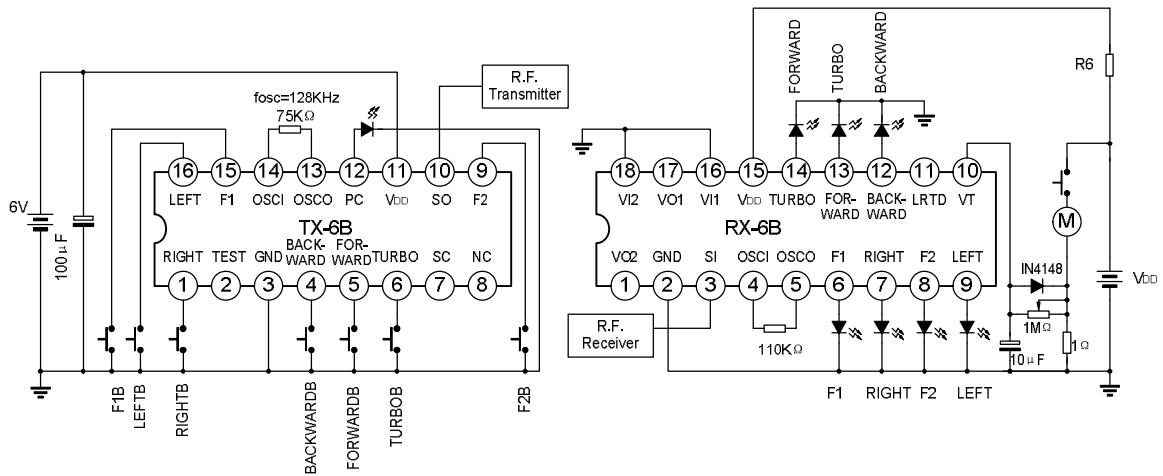 R.F.
Transmitter
fosc=128KHz
75KΩ
16 15 14 13 12 11 10 9
LEFT F1 OSCI OSCO PC VDD SO F2
TX-6B
6V
100µF
RIGHT TEST GND BACK-WARD FOR-WARD TURBO SC NC
1 2 3 4 5 6 7 8
F1B
LEFTB
RIGHTB
BACKWARDB
FORWARDB
TURBOB
F2B
FORWARD
TURBO
BACKWARD
R6
18 17 16 15 14 13 12 11 10
VI2 VO1 VI1 VDD TURBO FOR-WARD BACK-WARD LRTD VT
RX-6B
M
VO2 GND SI OSCI OSCO F1 RIGHT F2 LEFT
1 2 3 4 5 6 7 8 9
IN4148
VDD
R.F.
Receiver
110KΩ
1MΩ
10µF
1Ω
F1 RIGHT F2 LEFT